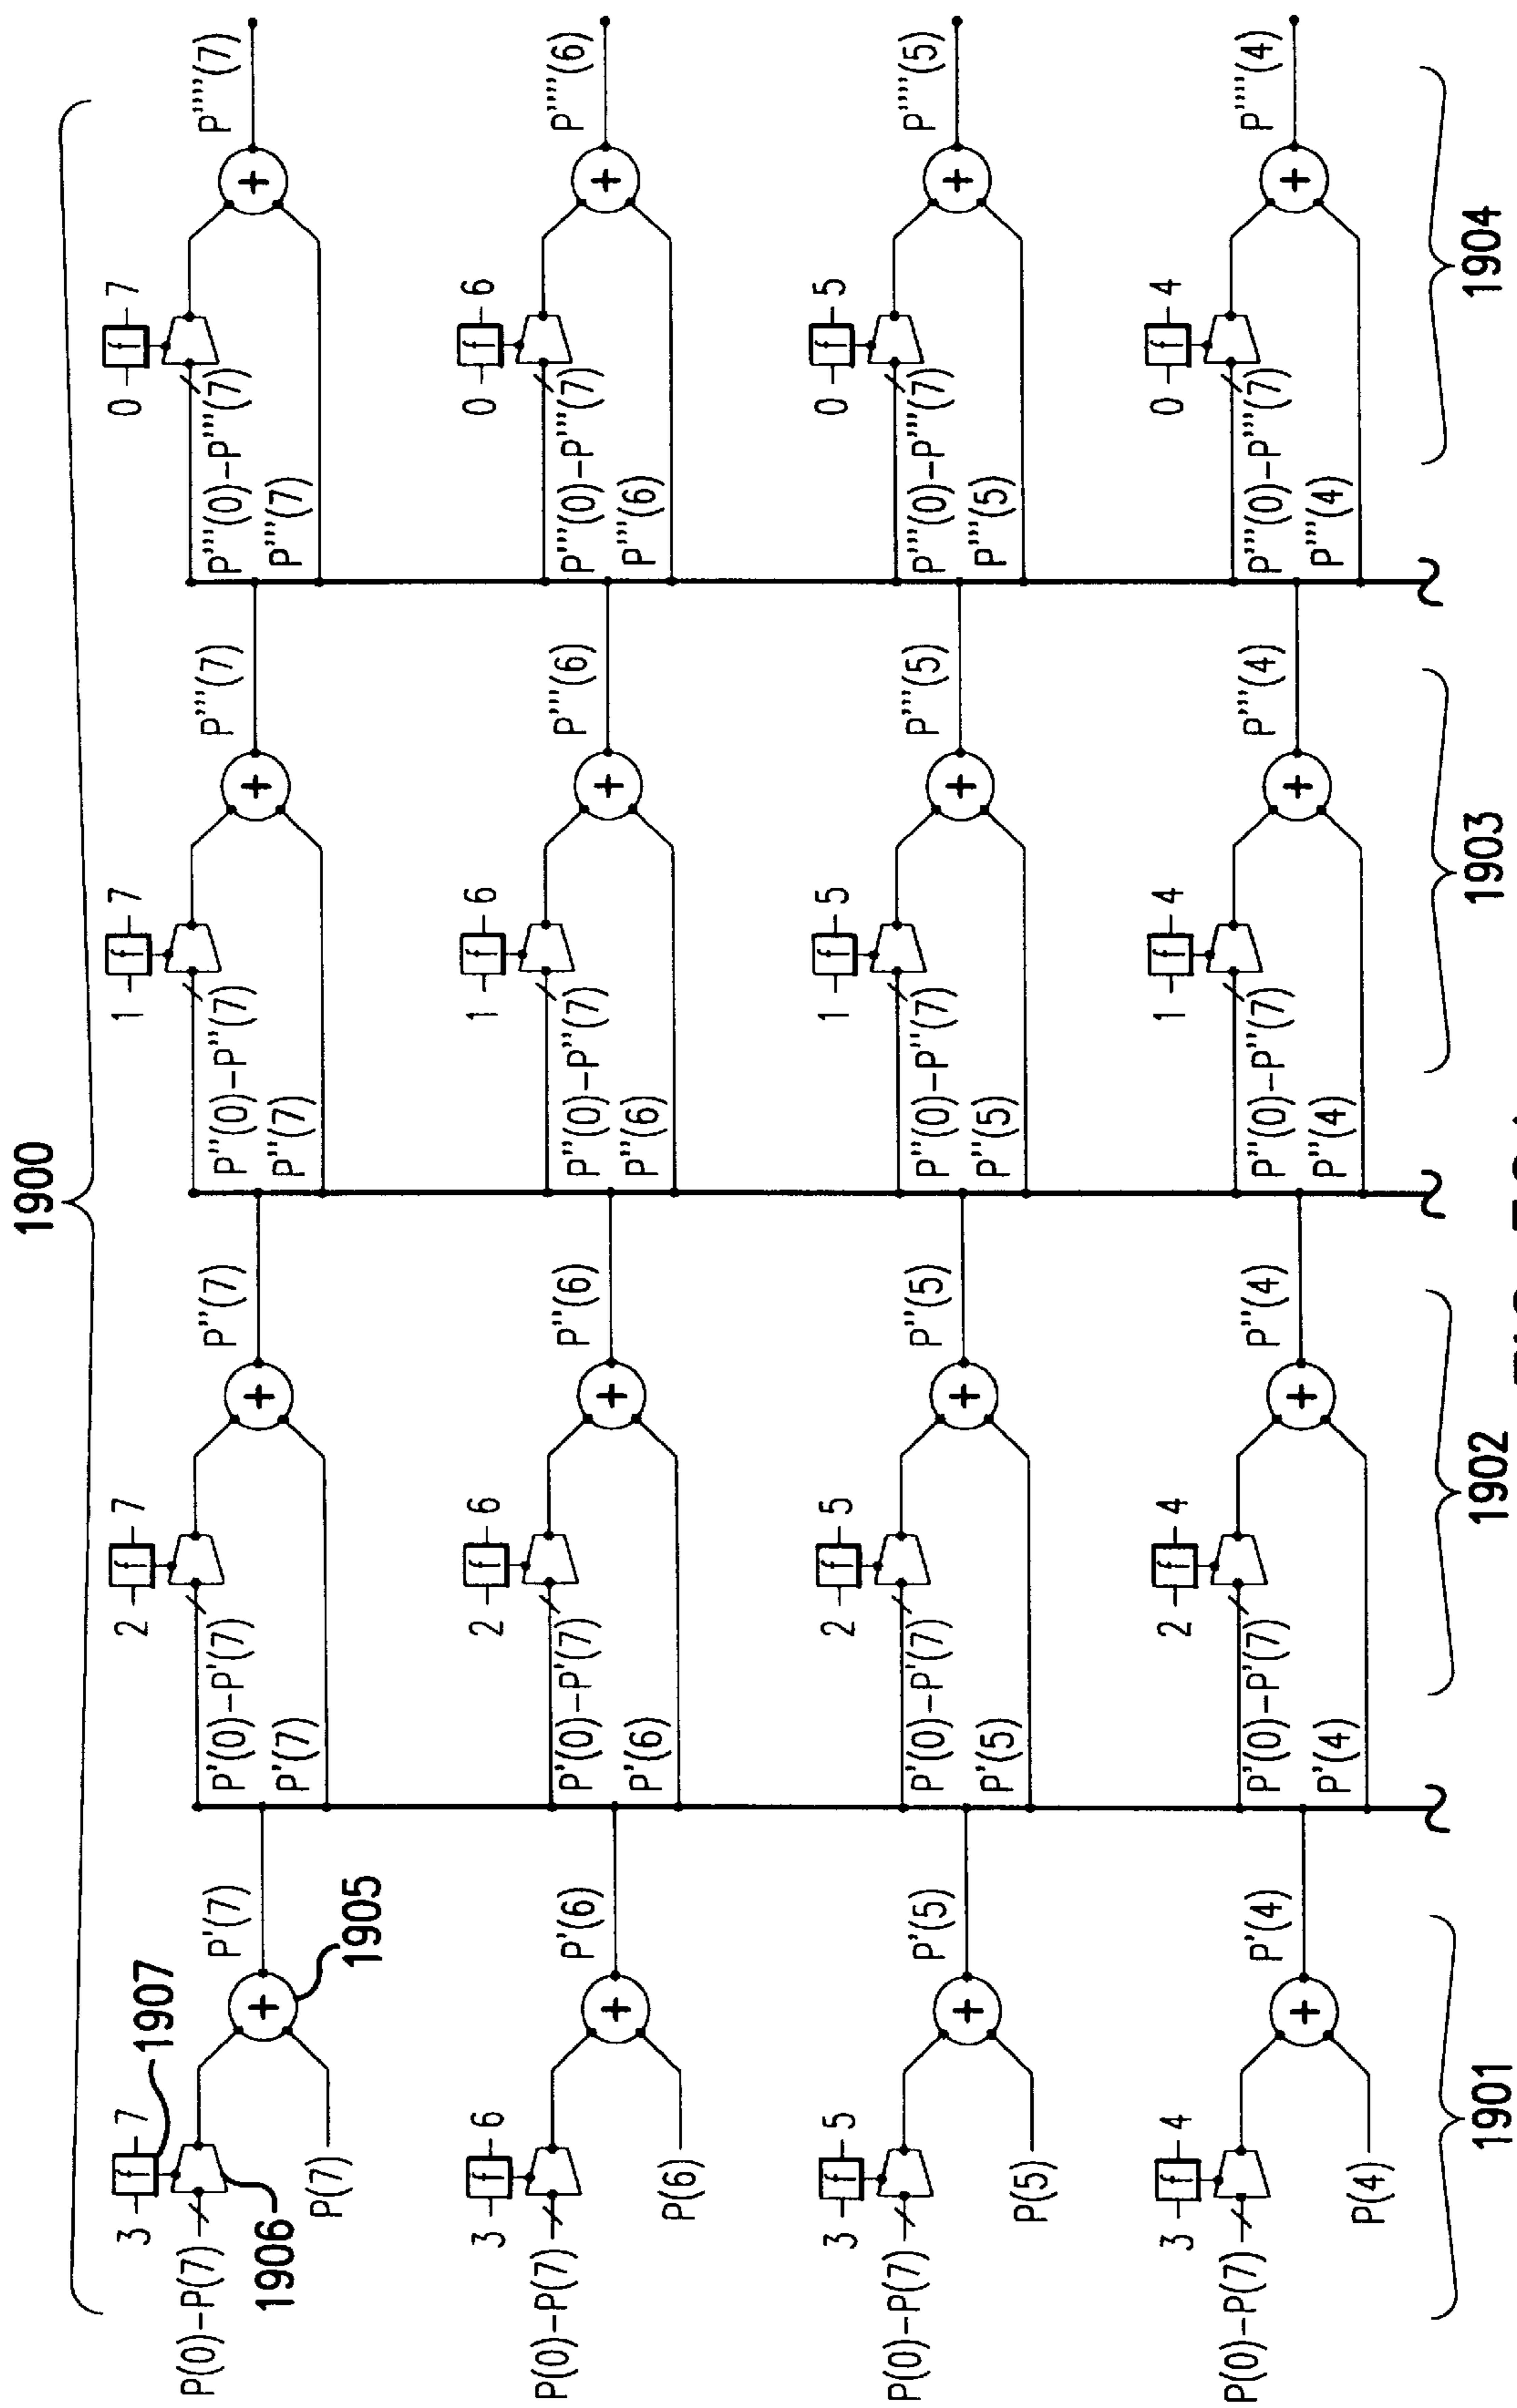 1900
3 f 7 1907
P(0)–P(7)
1906
P(7)
P'(7)
1905
2 f 7
P'(0)–P'(7)
P'(7)
P''(7)
1 f 7
P''(0)–P''(7)
P''(7)
P'''(7)
0 f 7
P'''(0)–P'''(7)
P'''(7)
P''''(7)
3 f 6
P(0)–P(7)
P(6)
P'(6)
2 f 6
P'(0)–P'(7)
P'(6)
P''(6)
1 f 6
P''(0)–P''(7)
P''(6)
P'''(6)
0 f 6
P'''(0)–P'''(7)
P'''(6)
P''''(6)
3 f 5
P(0)–P(7)
P(5)
P'(5)
2 f 5
P'(0)–P'(7)
P'(5)
P''(5)
1 f 5
P''(0)–P''(7)
P''(5)
P'''(5)
0 f 5
P'''(0)–P'''(7)
P'''(5)
P''''(5)
3 f 4
P(0)–P(7)
P(4)
P'(4)
2 f 4
P'(0)–P'(7)
P'(4)
P''(4)
1 f 4
P''(0)–P''(7)
P''(4)
P'''(4)
0 f 4
P'''(0)–P'''(7)
P'''(4)
P''''(4)
1901
1902
1903
1904